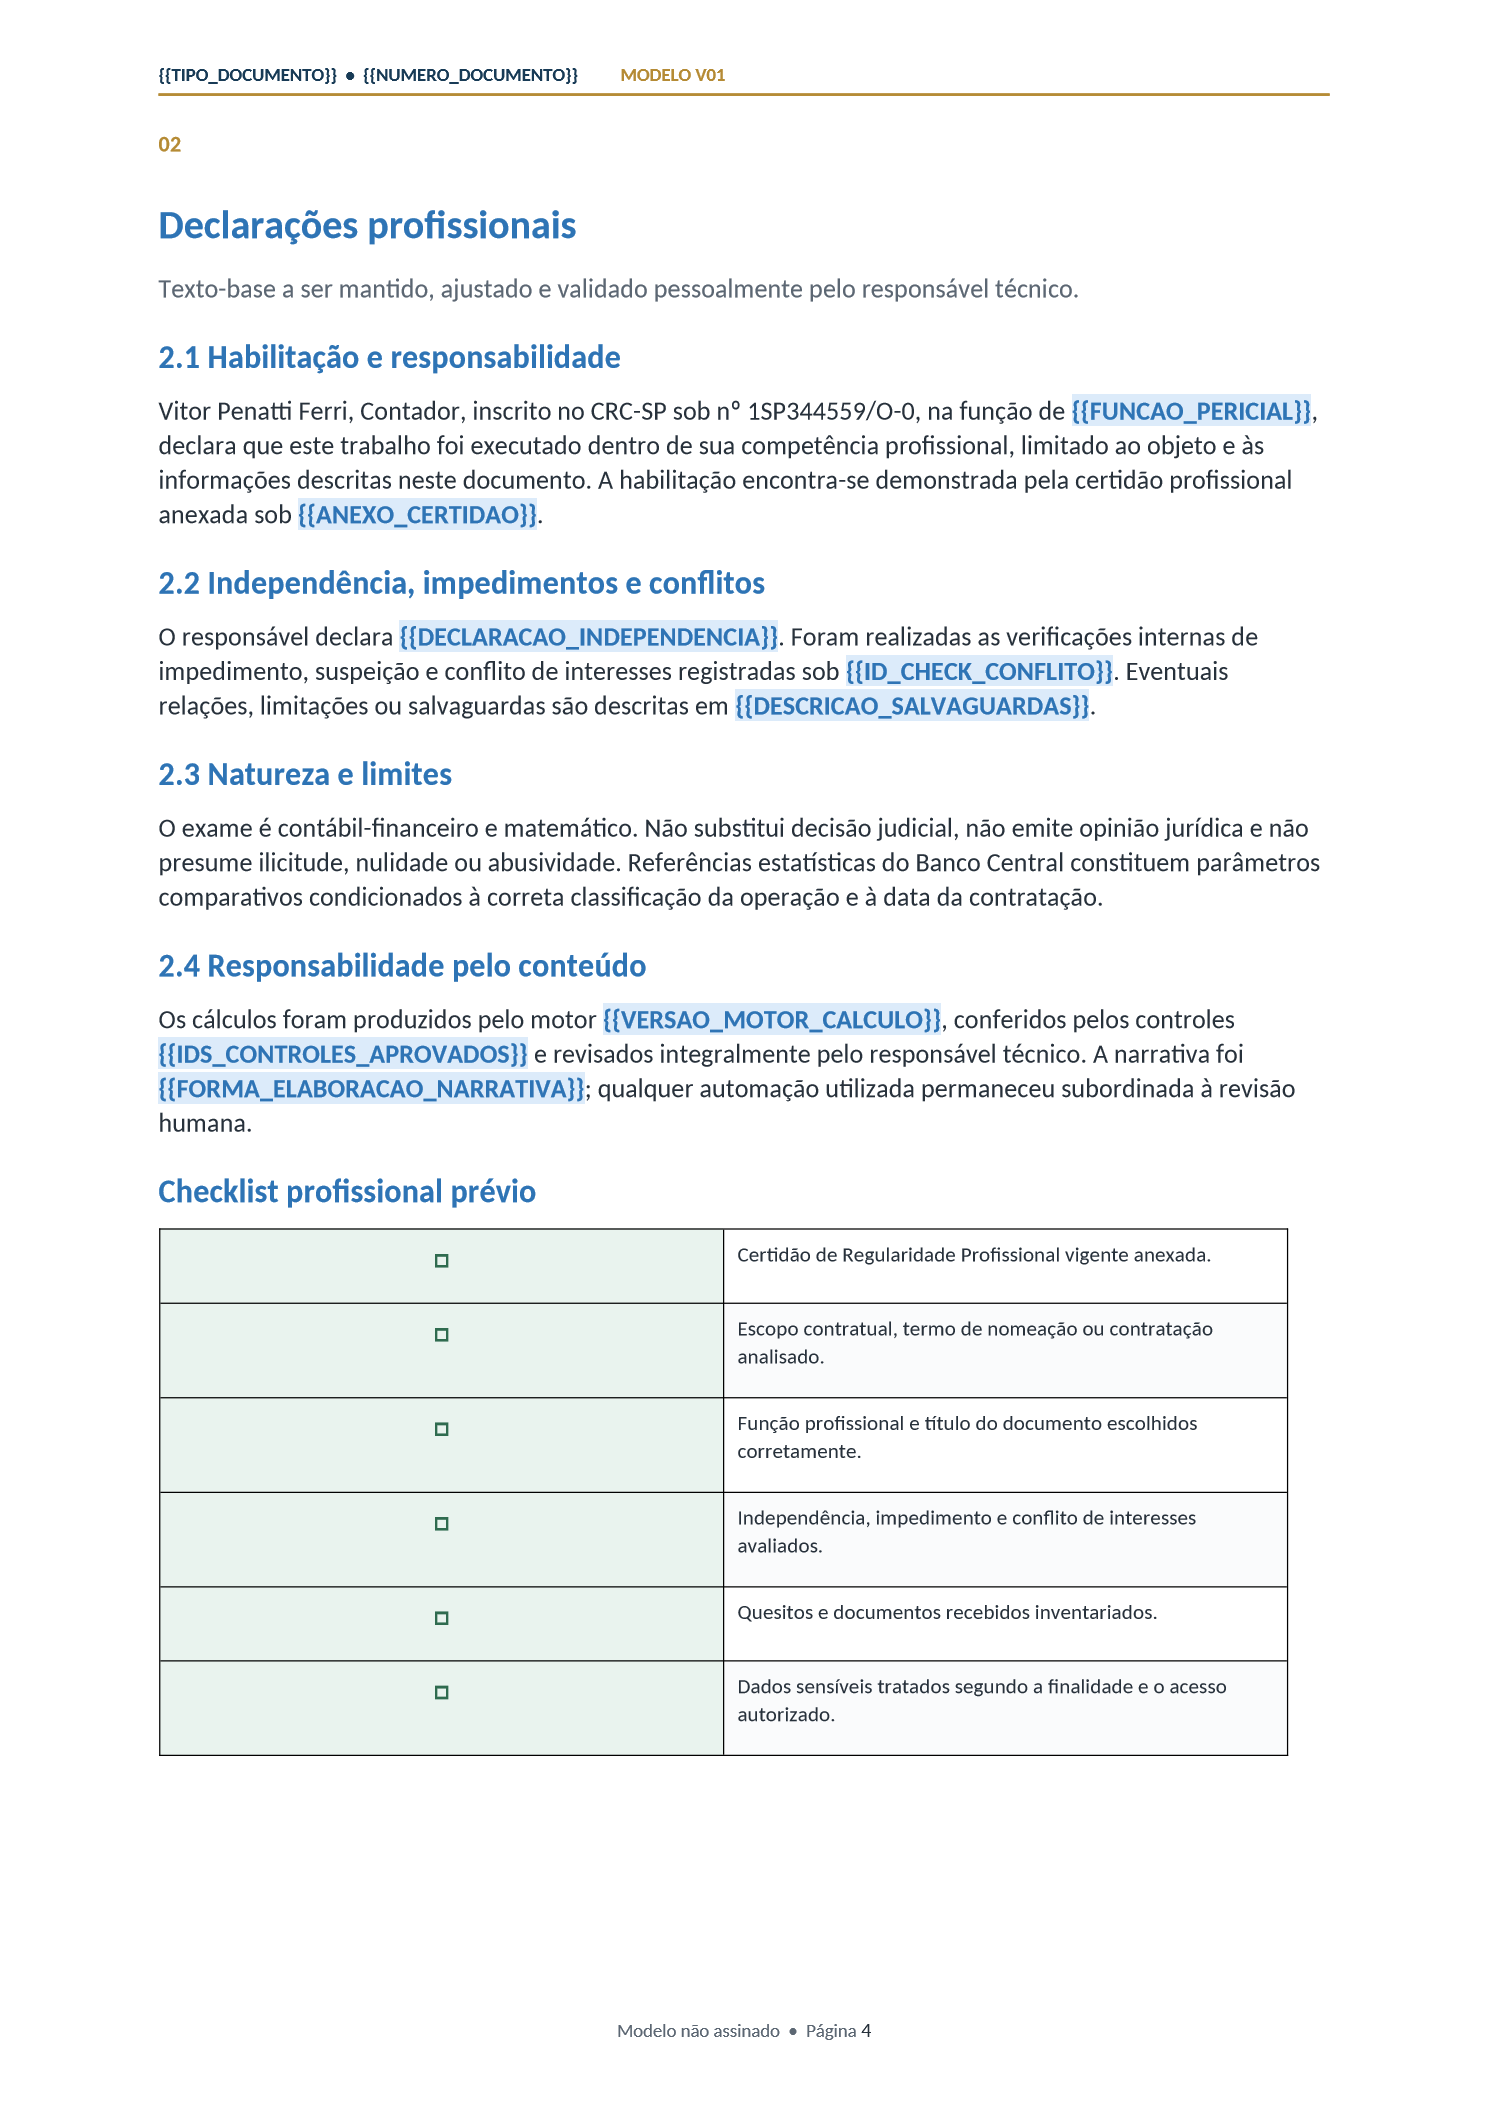 {{TIPO_DOCUMENTO}} • {{NUMERO_DOCUMENTO}} MODELO V01
02
Declarações profissionais
Texto-base a ser mantido, ajustado e validado pessoalmente pelo responsável técnico.
2.1 Habilitação e responsabilidade
Vitor Penatti Ferri, Contador, inscrito no CRC-SP sob nº 1SP344559/O-0, na função de {{FUNCAO_PERICIAL}},
declara que este trabalho foi executado dentro de sua competência profissional, limitado ao objeto e às
informações descritas neste documento. A habilitação encontra-se demonstrada pela certidão profissional
anexada sob {{ANEXO_CERTIDAO}}.
2.2 Independência, impedimentos e conflitos
O responsável declara {{DECLARACAO_INDEPENDENCIA}}. Foram realizadas as verificações internas de
impedimento, suspeição e conflito de interesses registradas sob {{ID_CHECK_CONFLITO}}. Eventuais
relações, limitações ou salvaguardas são descritas em {{DESCRICAO_SALVAGUARDAS}}.
2.3 Natureza e limites
O exame é contábil-financeiro e matemático. Não substitui decisão judicial, não emite opinião jurídica e não
presume ilicitude, nulidade ou abusividade. Referências estatísticas do Banco Central constituem parâmetros
comparativos condicionados à correta classificação da operação e à data da contratação.
2.4 Responsabilidade pelo conteúdo
Os cálculos foram produzidos pelo motor {{VERSAO_MOTOR_CALCULO}}, conferidos pelos controles
{{IDS_CONTROLES_APROVADOS}} e revisados integralmente pelo responsável técnico. A narrativa foi
{{FORMA_ELABORACAO_NARRATIVA}}; qualquer automação utilizada permaneceu subordinada à revisão
humana.
Checklist profissional prévio
Certidão de Regularidade Profissional vigente anexada.
Escopo contratual, termo de nomeação ou contratação
analisado.
Função profissional e título do documento escolhidos
corretamente.
Independência, impedimento e conflito de interesses
avaliados.
Quesitos e documentos recebidos inventariados.
Dados sensíveis tratados segundo a finalidade e o acesso
autorizado.
Modelo não assinado • Página 4